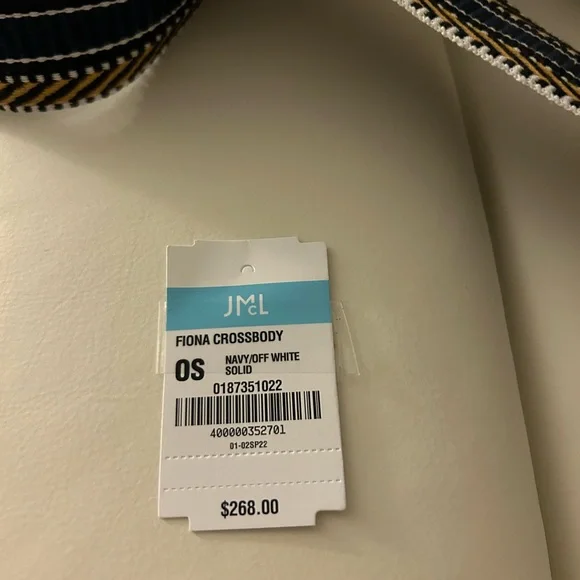 JMcL
FIONA CROSSBODY
OS NAVY/OFF WHITE
SOLID
0187351022
400000352701
01-02SP22
$268.00